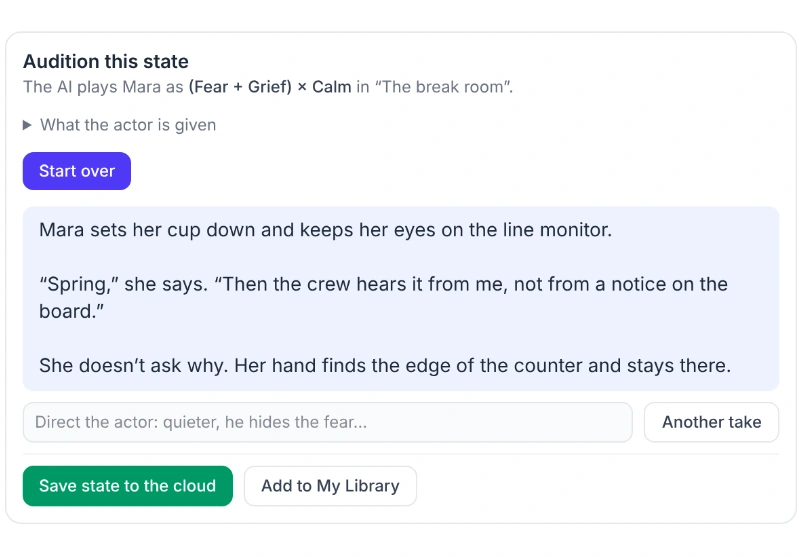 Audition this state
The AI plays Mara as (Fear + Grief) × Calm in “The break room”.
▶ What the actor is given
Start over
Mara sets her cup down and keeps her eyes on the line monitor.
“Spring,” she says. “Then the crew hears it from me, not from a notice on the
board.”
She doesn’t ask why. Her hand finds the edge of the counter and stays there.
Direct the actor: quieter, he hides the fear...
Another take
Save state to the cloud
Add to My Library